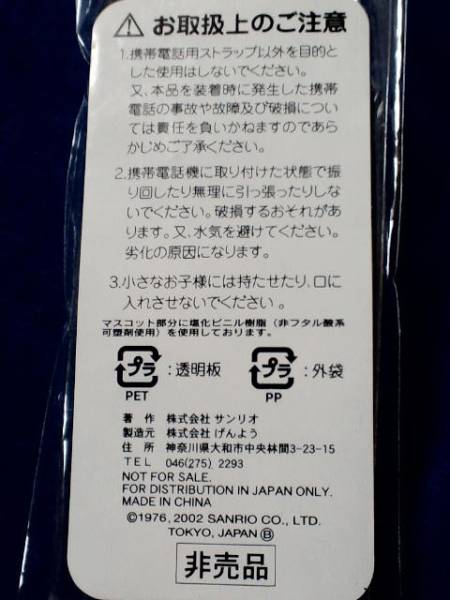 ⚠ お取扱上のご注意
1.携帯電話用ストラップ以外を目的と
した使用はしないでください。
又、本品を装着時に発生した携帯
電話の事故や故障及び破損につい
ては責任を負いかねますのであら
かじめご了承ください。
2.携帯電話機に取り付けた状態で振
り回したり無理に引っ張ったりしな
いでください。破損するおそれがあり
ます。又、水気を避けてください。
劣化の原因になります。
3.小さなお子様には持たせたり、口に
入れさせないでください 。
マスコット部分に塩化ビニル樹脂(非フタル酸系
可塑剤使用)を使用しております。
プラ :透明板 プラ :外袋
PET PP
著 作 株式会社 サンリオ
製造元 株式会社 げんよう
住 所 神奈川県大和市中央林間3-23-15
TEL 046(275) 2293
NOT FOR SALE.
FOR DISTRIBUTION IN JAPAN ONLY.
MADE IN CHINA
©1976, 2002 SANRIO CO., LTD.
TOKYO, JAPAN Ⓑ
非売品